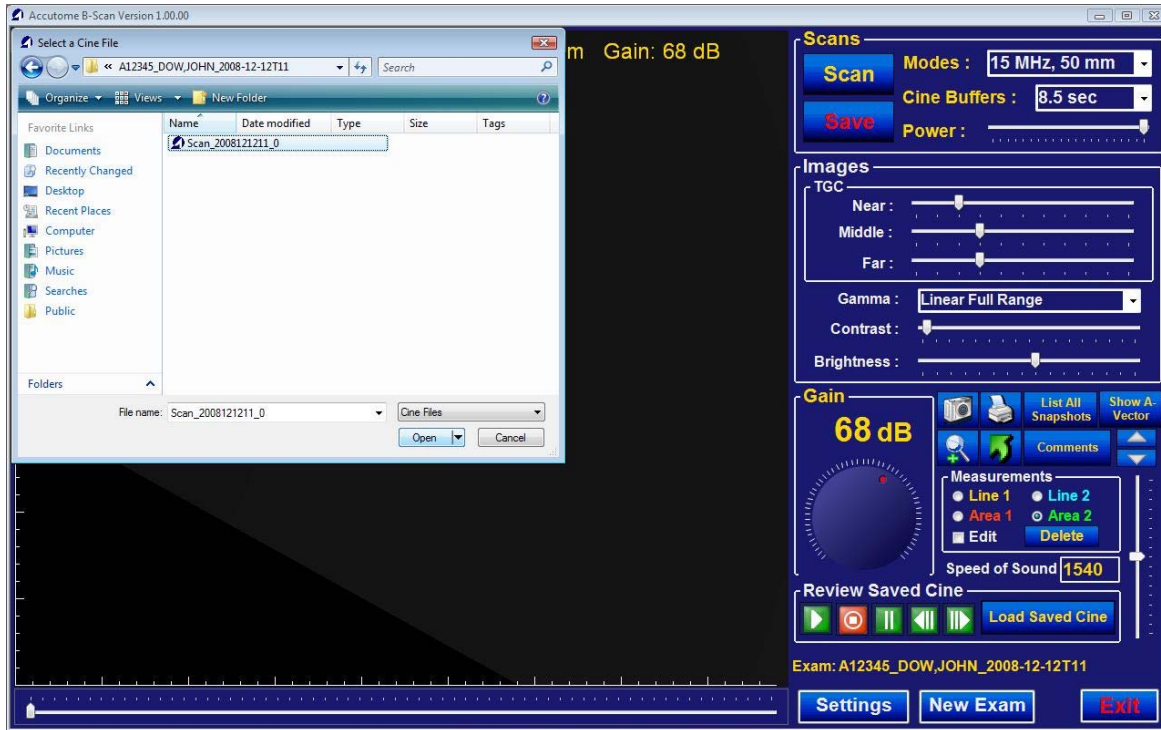 Accutome B-Scan Version 1.00.00
Select a Cine File
« A12345_DOW,JOHN_2008-12-12T11
Search
Organize
Views
New Folder
Favorite Links
Documents
Recently Changed
Desktop
Recent Places
Computer
Pictures
Music
Searches
Public
Folders
Name Date modified Type Size Tags
Scan_2008121211_0
File name: Scan_2008121211_0
Cine Files
Open
Cancel
m Gain: 68 dB
Scans
Scan
Save
Modes : 15 MHz, 50 mm
Cine Buffers : 8.5 sec
Power :
Images
TGC
Near :
Middle :
Far :
Gamma : Linear Full Range
Contrast :
Brightness :
Gain
68 dB
List All Snapshots
Show A-Vector
Comments
Measurements
Line 1 Line 2
Area 1 Area 2
Edit Delete
Speed of Sound 1540
Review Saved Cine
Load Saved Cine
Exam: A12345_DOW,JOHN_2008-12-12T11
Settings
New Exam
Exit